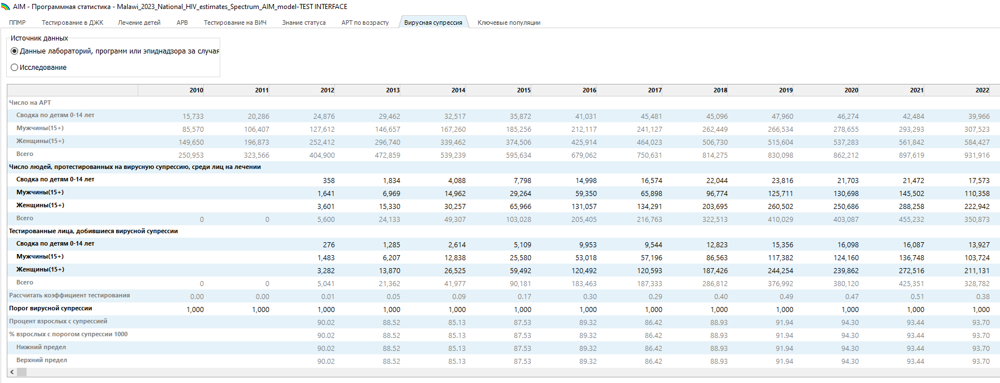 AIM - Программная статистика - Malawi_2023_National_HIV_estimates_Spectrum_AIM_model-TEST INTERFACE
ППМР Тестирование в ДЖК Лечение детей АРВ Тестирование на ВИЧ Знание статуса АРТ по возрасту Вирусная супрессия Ключевые популяции
Источник данных
Данные лабораторий, программ или эпиднадзора за случая
Исследование
2010 2011 2012 2013 2014 2015 2016 2017 2018 2019 2020 2021 2022
Число на АРТ
Сводка по детям 0-14 лет 15,733 20,286 24,876 29,462 32,517 35,872 41,031 45,481 45,096 47,960 46,274 42,484 39,966
Мужчины(15+) 85,570 106,407 127,612 146,657 167,260 185,256 212,117 241,127 262,449 266,534 278,655 293,293 307,523
Женщины(15+) 149,650 196,873 252,412 296,740 339,462 374,506 425,914 464,023 506,730 515,604 537,283 561,842 584,427
Всего 250,953 323,566 404,900 472,859 539,239 595,634 679,062 750,631 814,275 830,098 862,212 897,619 931,916
Число людей, протестированных на вирусную супрессию, среди лиц на лечении
Сводка по детям 0-14 лет 358 1,834 4,088 7,798 14,998 16,574 22,044 23,816 21,703 21,472 17,573
Мужчины(15+) 1,641 6,969 14,962 29,264 59,350 65,898 96,774 125,711 130,698 145,502 110,358
Женщины(15+) 3,601 15,330 30,257 65,966 131,057 134,291 203,695 260,502 250,686 288,258 222,942
Всего 0 0 5,600 24,133 49,307 103,028 205,405 216,763 322,513 410,029 403,087 455,232 350,873
Тестированные лица, добившиеся вирусной супрессии
Сводка по детям 0-14 лет 276 1,285 2,614 5,109 9,953 9,544 12,823 15,356 16,098 16,087 13,927
Мужчины(15+) 1,483 6,207 12,838 25,580 53,018 57,196 86,563 117,382 124,160 136,748 103,724
Женщины(15+) 3,282 13,870 26,525 59,492 120,492 120,593 187,426 244,254 239,862 272,516 211,131
Всего 0 0 5,041 21,362 41,977 90,181 183,463 187,333 286,812 376,992 380,120 425,351 328,782
Рассчитать коэффициент тестирования 0.00 0.00 0.01 0.05 0.09 0.17 0.30 0.29 0.40 0.49 0.47 0.51 0.38
Порог вирусной супрессии 1,000 1,000 1,000 1,000 1,000 1,000 1,000 1,000 1,000 1,000 1,000 1,000 1,000
Процент взрослых с супрессией 90.02 88.52 85.13 87.53 89.32 86.42 88.93 91.94 94.30 93.44 93.70
% взрослых с порогом супрессии 1000 90.02 88.52 85.13 87.53 89.32 86.42 88.93 91.94 94.30 93.44 93.70
Нижний предел 90.02 88.52 85.13 87.53 89.32 86.42 88.93 91.94 94.30 93.44 93.70
Верхний предел 90.02 88.52 85.13 87.53 89.32 86.42 88.93 91.94 94.30 93.44 93.70